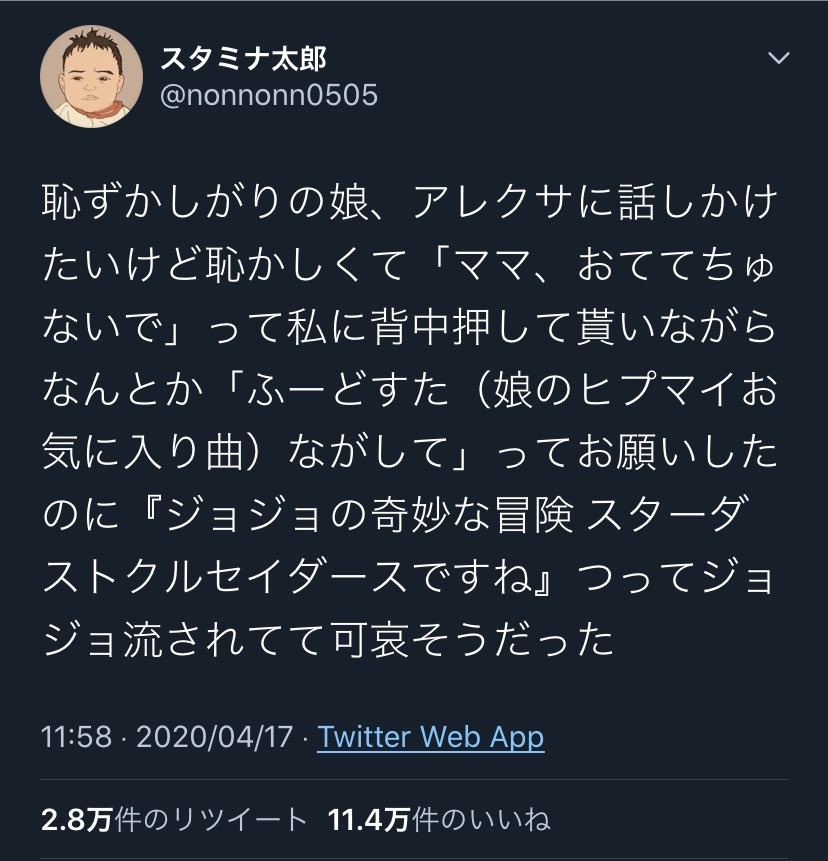 スタミナ太郎
@nonnonn0505
恥ずかしがりの娘、アレクサに話しかけ
たいけど恥かしくて「ママ、おててちゅ
ないで」って私に背中押して貰いながら
なんとか「ふーどすた（娘のヒプマイお
気に入り曲）ながして」ってお願いした
のに『ジョジョの奇妙な冒険 スターダ
ストクルセイダースですね』つってジョ
ジョ流されてて可哀そうだった
11:58 · 2020/04/17 · Twitter Web App
2.8万件のリツイート 11.4万件のいいね